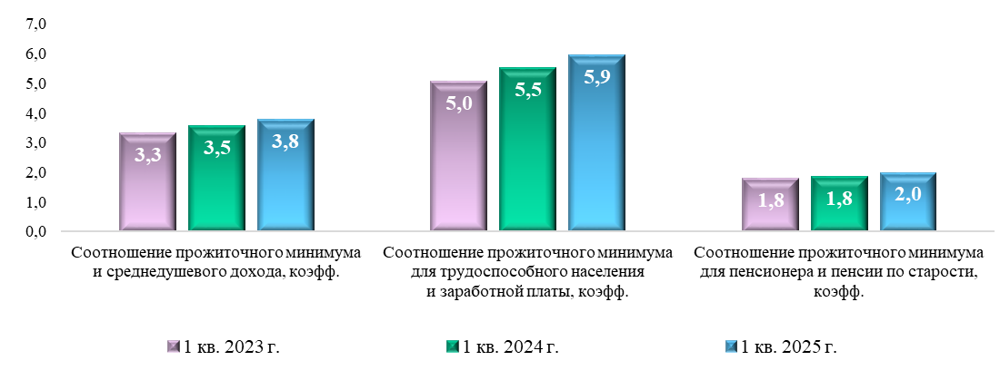 7,0
6,0
5,0
4,0
3,0
2,0
1,0
0,0
3,3
3,5
3,8
5,0
5,5
5,9
1,8
1,8
2,0
Соотношение прожиточного минимума
и среднедушевого дохода, коэфф.
Соотношение прожиточного минимума
для трудоспособного населения
и заработной платы, коэфф.
Соотношение прожиточного минимума
для пенсионера и пенсии по старости,
коэфф.
1 кв. 2023 г.
1 кв. 2024 г.
1 кв. 2025 г.